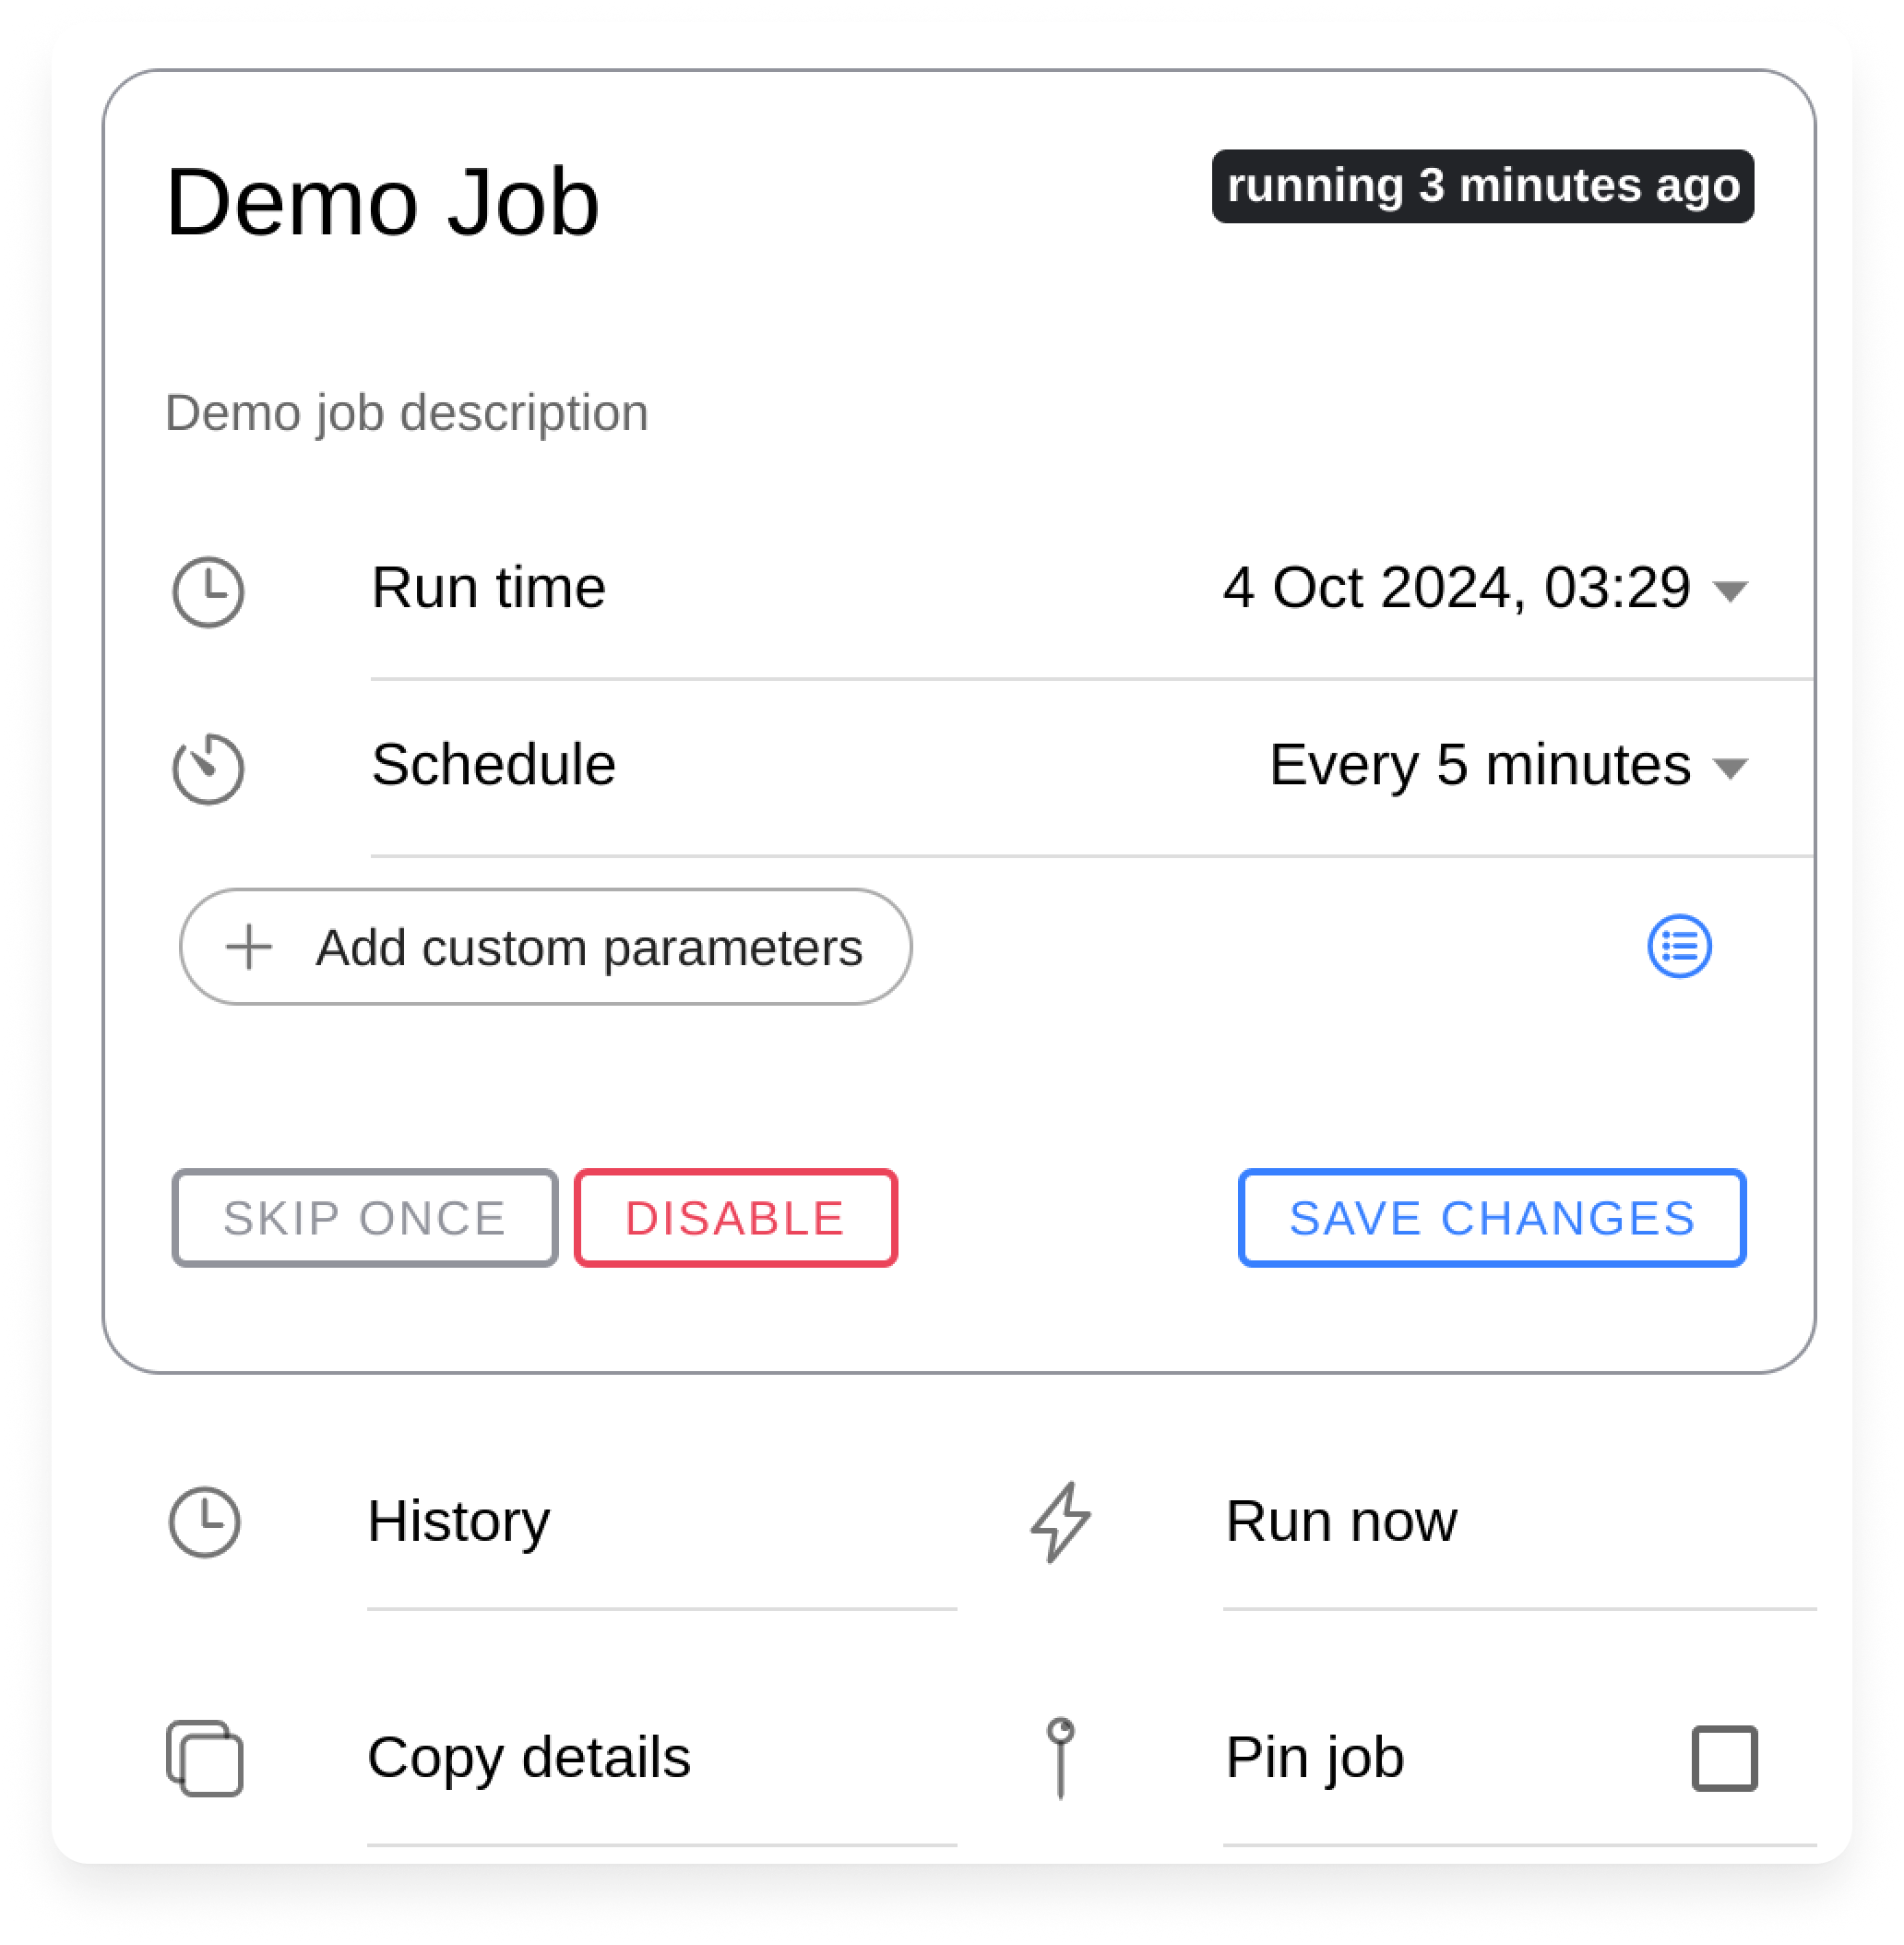 Demo Job
running 3 minutes ago
Demo job description
Run time
4 Oct 2024, 03:29
Schedule
Every 5 minutes
Add custom parameters
SKIP ONCE
DISABLE
SAVE CHANGES
History
Run now
Copy details
Pin job